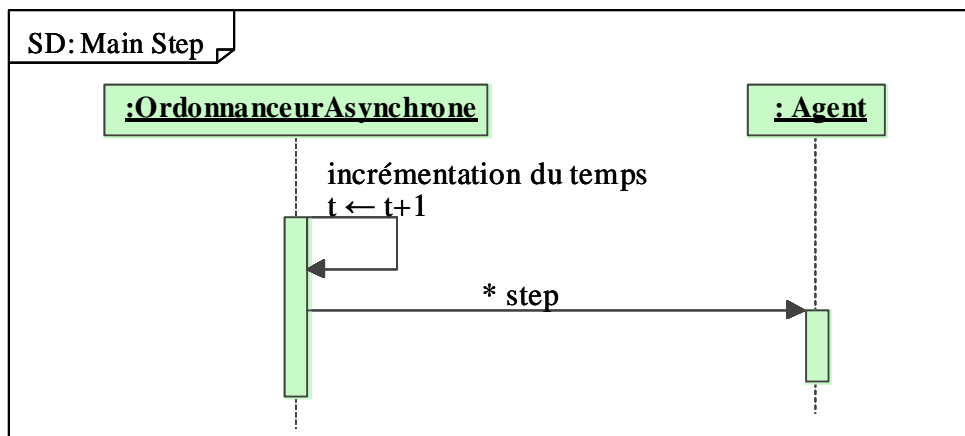 SD: Main Step
:OrdonnanceurAsynchrone
: Agent
incrémentation du temps
t ← t+1
* step